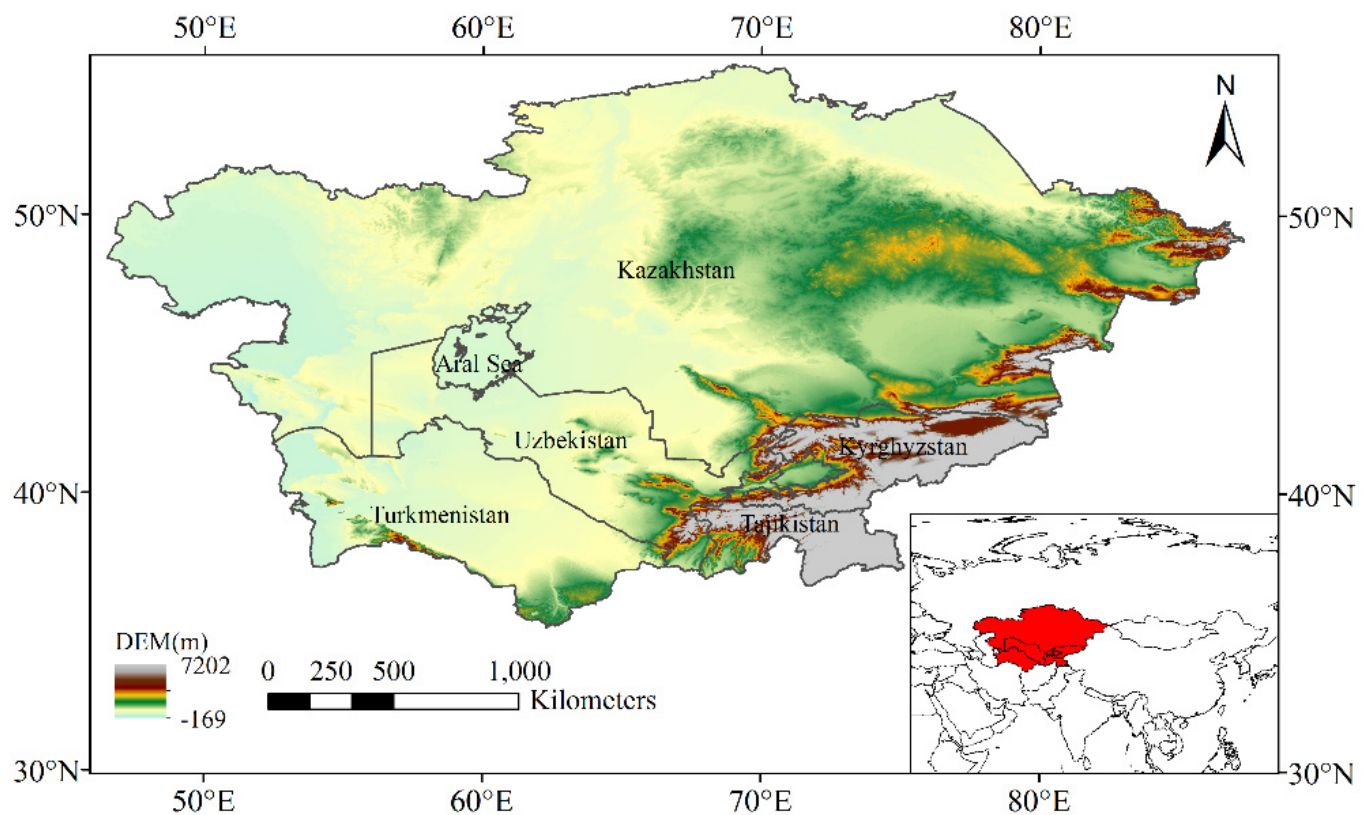 50°E 60°E 70°E 80°E
N
50°N 50°N
Kazakhstan
Aral Sea
Uzbekistan
Kyrghyzstan
40°N 40°N
Turkmenistan
Tajikistan
DEM(m)
7202
-169
0 250 500 1,000
Kilometers
30°N 30°N
50°E 60°E 70°E 80°E